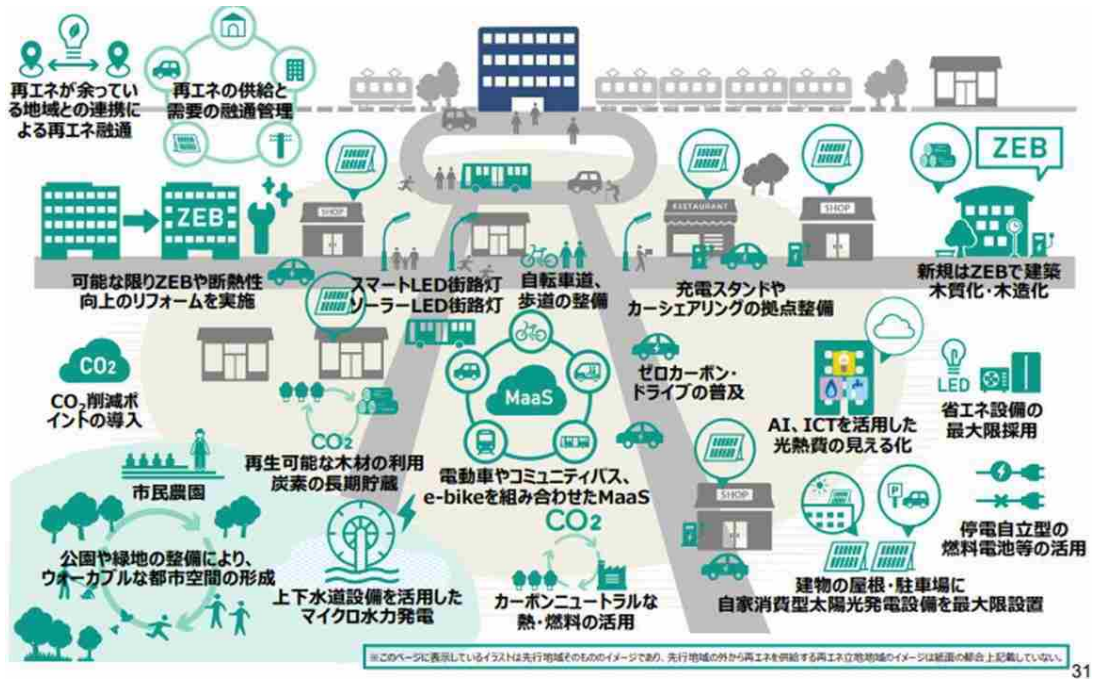 再エネが余ってい
る地域との連携に
よる再エネ融通
再エネの供給と
需要の融通管理
ZEB
ZEB
SHOP
RESTAURANT
SHOP
可能な限りZEBや断熱性
向上のリフォームを実施
スマートLED街路灯
ソーラーLED街路灯
自転車道、
歩道の整備
充電スタンドや
カーシェアリングの拠点整備
新規はZEBで建築
木質化・木造化
CO2
CO2削減ポ
イントの導入
CO2
再生可能な木材の利用
炭素の長期貯蔵
MaaS
電動車やコミュニティバス、
e-bikeを組み合わせたMaaS
ゼロカーボン・
ドライブの普及
AI、ICTを活用した
光熱費の見える化
LED
省エネ設備の
最大限採用
市民農園
公園や緑地の整備により、
ウォーカブルな都市空間の形成
上下水道設備を活用した
マイクロ水力発電
CO2
カーボンニュートラルな
熱・燃料の活用
SHOP
P
建物の屋根・駐車場に
自家消費型太陽光発電設備を最大限設置
停電自立型の
燃料電池等の活用
※このページに表示しているイラストは先行地域そのもののイメージであり、先行地域の外から再エネを供給する再エネ立地地域のイメージは紙面の都合上記載していない。
31